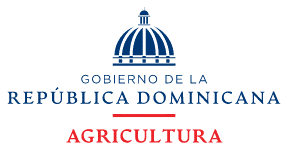 GOBIERNO DE LA
REPÚBLICA DOMINICANA
AGRICULTURA